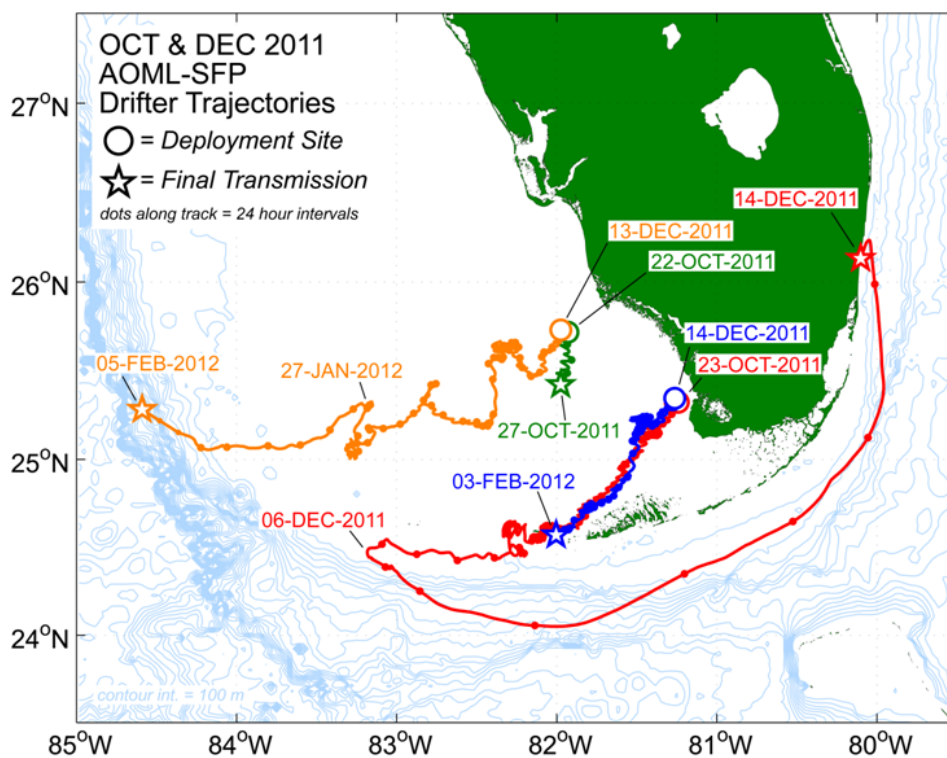 OCT & DEC 2011
AOML-SFP
Drifter Trajectories
= Deployment Site
= Final Transmission
dots along track = 24 hour intervals
27°N
14-DEC-2011
13-DEC-2011
22-OCT-2011
26°N
14-DEC-2011
05-FEB-2012
27-JAN-2012
23-OCT-2011
27-OCT-2011
25°N
03-FEB-2012
06-DEC-2011
24°N
contour int. = 100 m
85°W 84°W 83°W 82°W 81°W 80°W